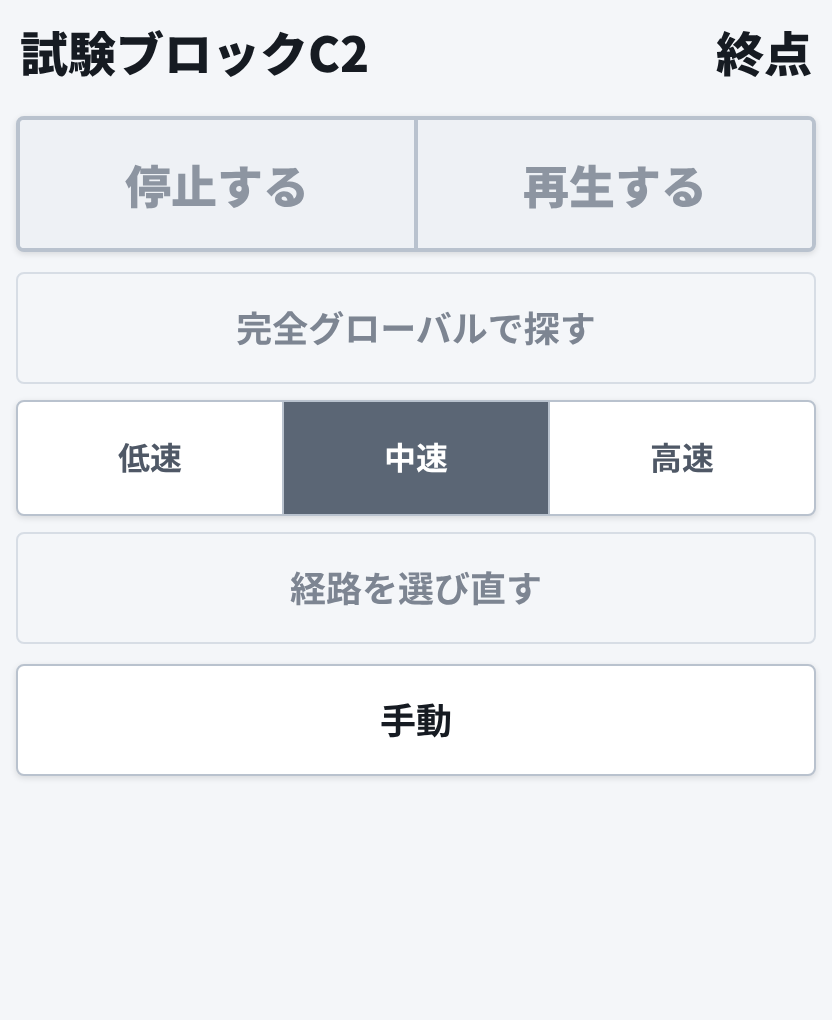 試験ブロックC2 終点
停止する 再生する
完全グローバルで探す
低速 中速 高速
経路を選び直す
手動